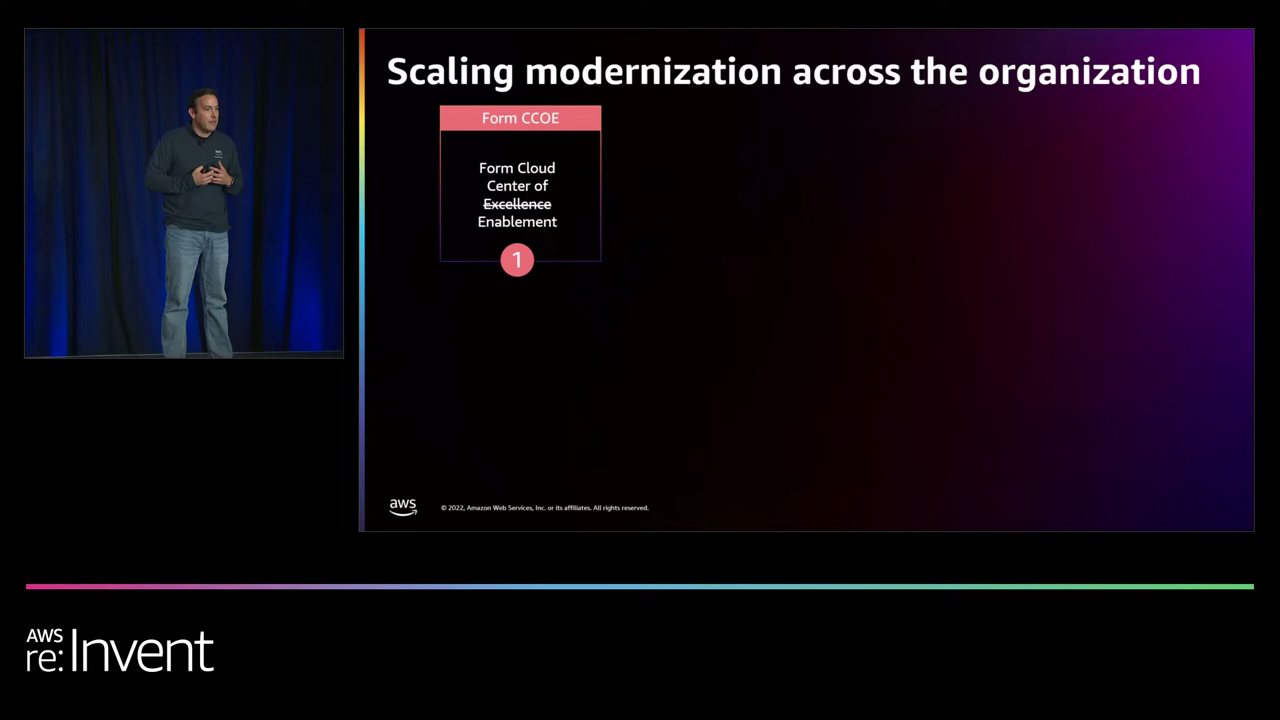 Scaling modernization across the organization
Form CCOE
Form Cloud
Center of
Excellence
Enablement
1
aws
© 2022, Amazon Web Services, Inc. or its affiliates. All rights reserved.
AWS
re:Invent